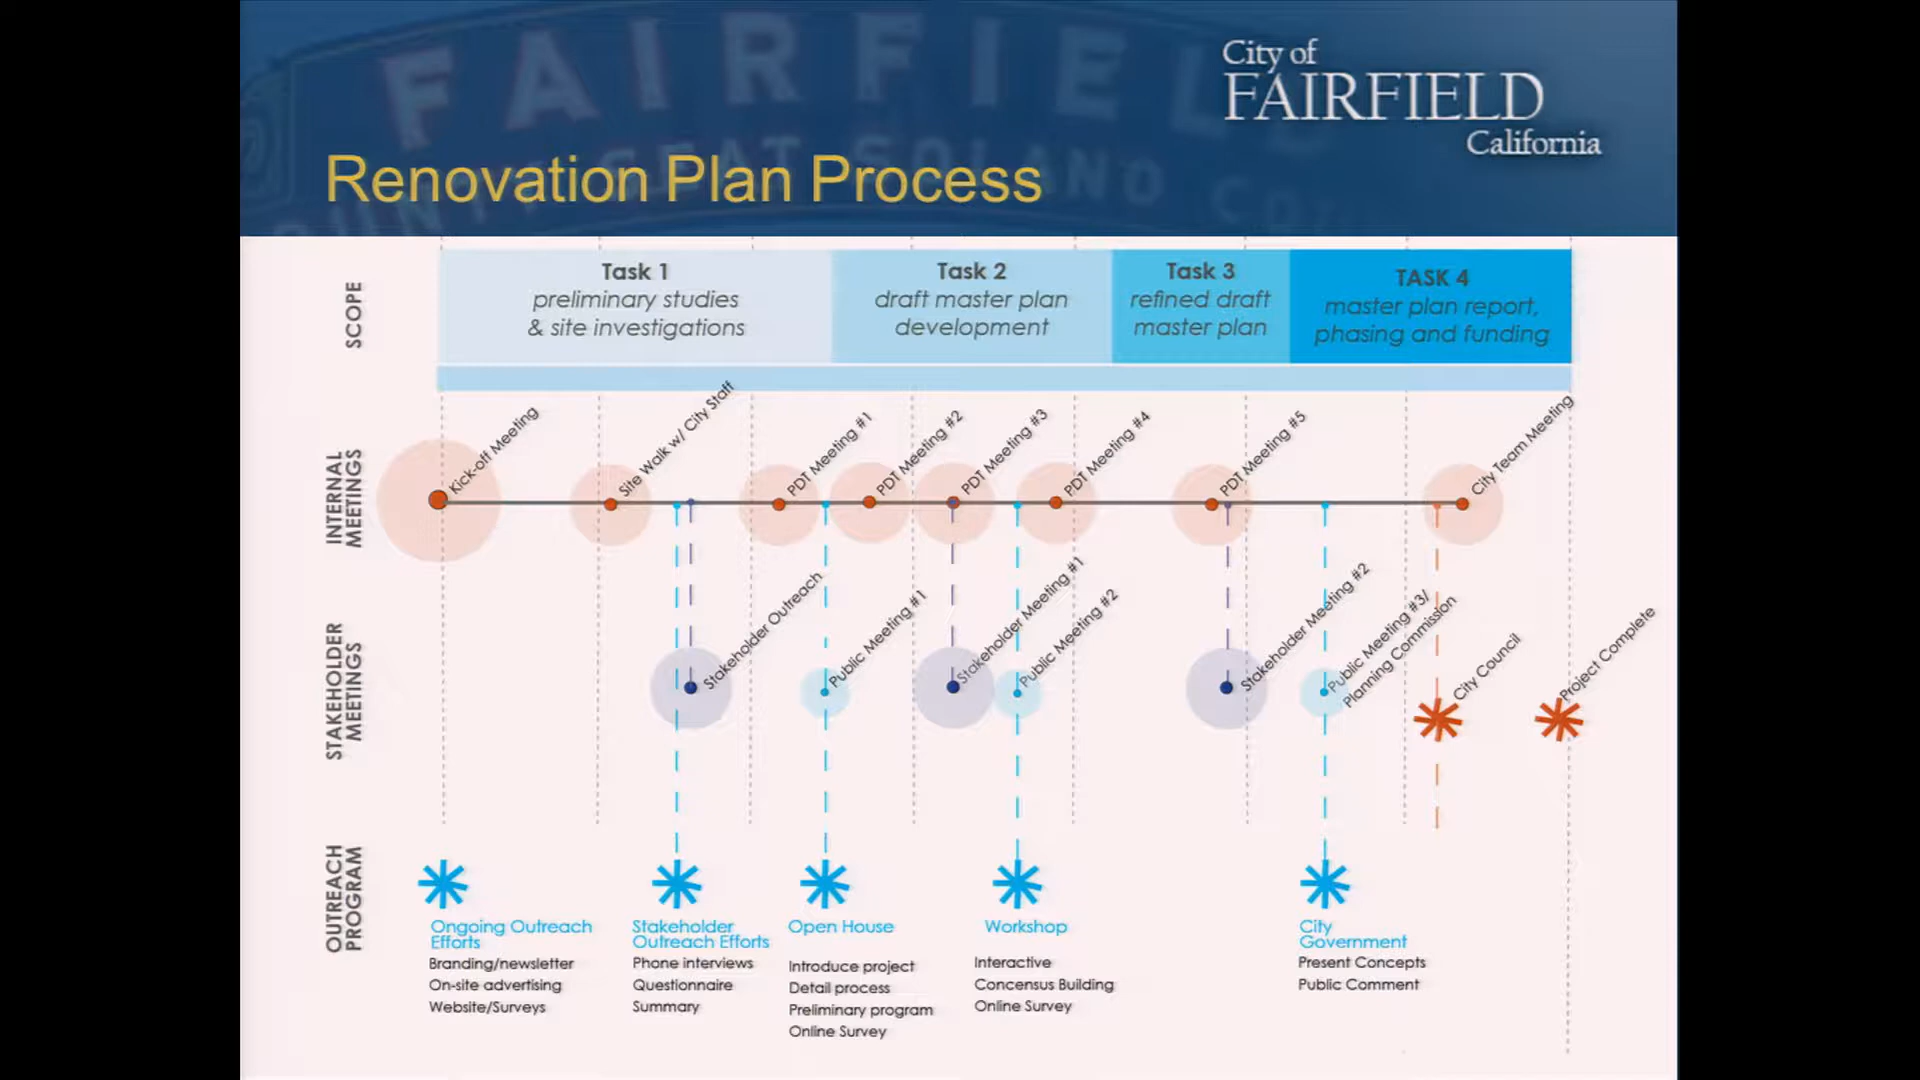 FAIRFIELD
City of
FAIRFIELD
California
Renovation Plan Process
SCOPE
Task 1
preliminary studies
& site investigations
Task 2
draft master plan
development
Task 3
refined draft
master plan
TASK 4
master plan report,
phasing and funding
INTERNAL
MEETINGS
Kick-off Meeting
Site Walk w/ City Staff
PDT Meeting #1
PDT Meeting #2
PDT Meeting #3
PDT Meeting #4
PDT Meeting #5
City Team Meeting
STAKEHOLDER
MEETINGS
Stakeholder Outreach
Public Meeting #1
Stakeholder Meeting #1
Public Meeting #2
Stakeholder Meeting #2
Public Meeting #3/
Planning Commission
City Council
Project Complete
OUTREACH
PROGRAM
Ongoing Outreach
Efforts
Branding/newsletter
On-site advertising
Website/Surveys
Stakeholder
Outreach Efforts
Phone interviews
Questionnaire
Summary
Open House
Introduce project
Detail process
Preliminary program
Online Survey
Workshop
Interactive
Concensus Building
Online Survey
City
Government
Present Concepts
Public Comment